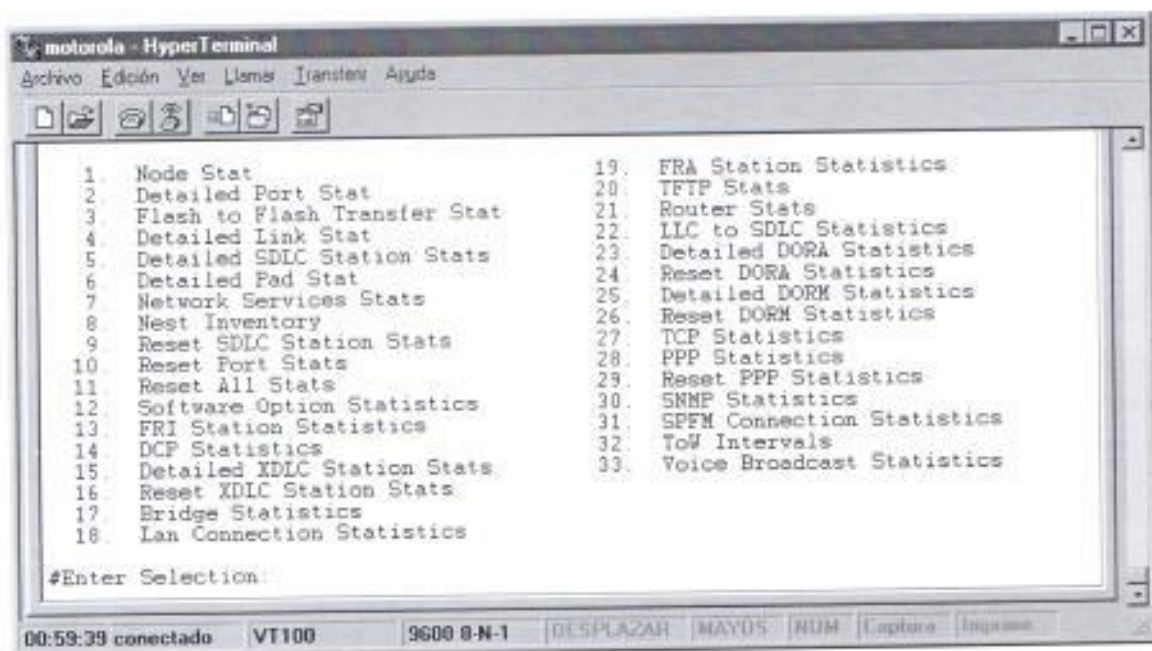 motorola - HyperTerminal
Archivo Edición Ver Llamar Transferir Ayuda
1. Node Stat
2. Detailed Port Stat
3. Flash to Flash Transfer Stat
4. Detailed Link Stat
5. Detailed SDLC Station Stats
6. Detailed Pad Stat
7. Network Services Stats
8. Nest Inventory
9. Reset SDLC Station Stats
10. Reset Port Stats
11. Reset All Stats
12. Software Option Statistics
13. FRI Station Statistics
14. DCP Statistics
15. Detailed XDLC Station Stats
16. Reset XDLC Station Stats
17. Bridge Statistics
18. Lan Connection Statistics
19. FRA Station Statistics
20. TFTP Stats
21. Router Stats
22. LLC to SDLC Statistics
23. Detailed DORA Statistics
24. Reset DORA Statistics
25. Detailed DORM Statistics
26. Reset DORM Statistics
27. TCP Statistics
28. PPP Statistics
29. Reset PPP Statistics
30. SNMP Statistics
31. SPFM Connection Statistics
32. ToW Intervals
33. Voice Broadcast Statistics
#Enter Selection:
00:59:39 conectado VT100 9600 8-N-1 DESPLAZAR MAYUS NUM Captura Imprimir